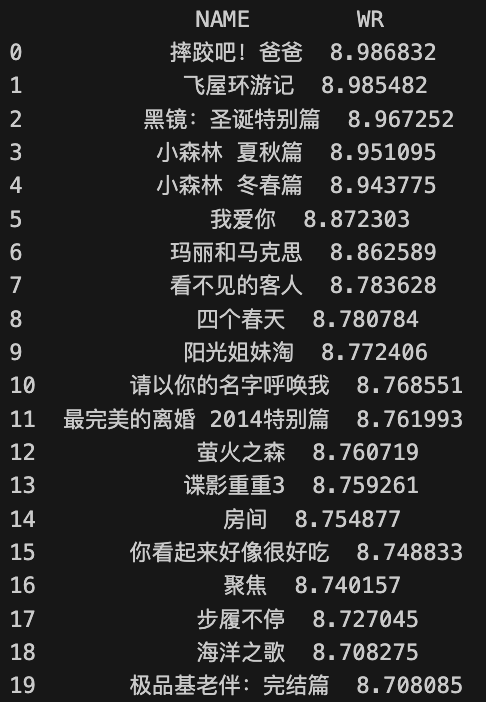 NAME WR
0 摔跤吧！爸爸 8.986832
1 飞屋环游记 8.985482
2 黑镜：圣诞特别篇 8.967252
3 小森林 夏秋篇 8.951095
4 小森林 冬春篇 8.943775
5 我爱你 8.872303
6 玛丽和马克思 8.862589
7 看不见的客人 8.783628
8 四个春天 8.780784
9 阳光姐妹淘 8.772406
10 请以你的名字呼唤我 8.768551
11 最完美的离婚 2014特别篇 8.761993
12 萤火之森 8.760719
13 谍影重重3 8.759261
14 房间 8.754877
15 你看起来好像很好吃 8.748833
16 聚焦 8.740157
17 步履不停 8.727045
18 海洋之歌 8.708275
19 极品基老伴：完结篇 8.708085